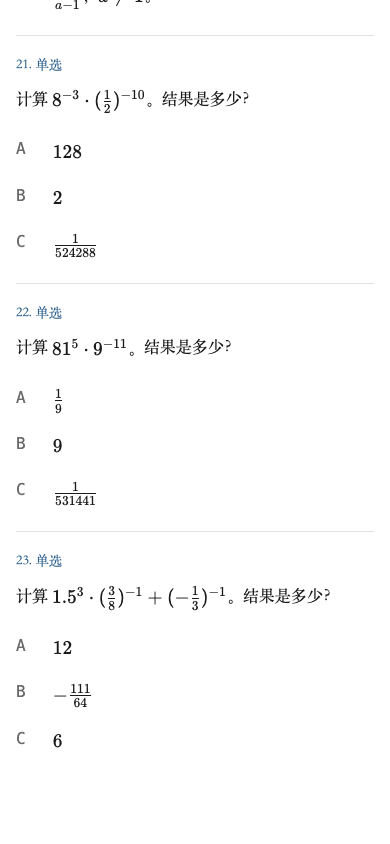 21. 单选
计算 8⁻³ · (1/2)⁻¹⁰。结果是多少?
A 128
B 2
C 1/524288
22. 单选
计算 81⁵ · 9⁻¹¹。结果是多少?
A 1/9
B 9
C 1/531441
23. 单选
计算 1.5³ · (3/8)⁻¹ + (−1/3)⁻¹。结果是多少?
A 12
B −111/64
C 6